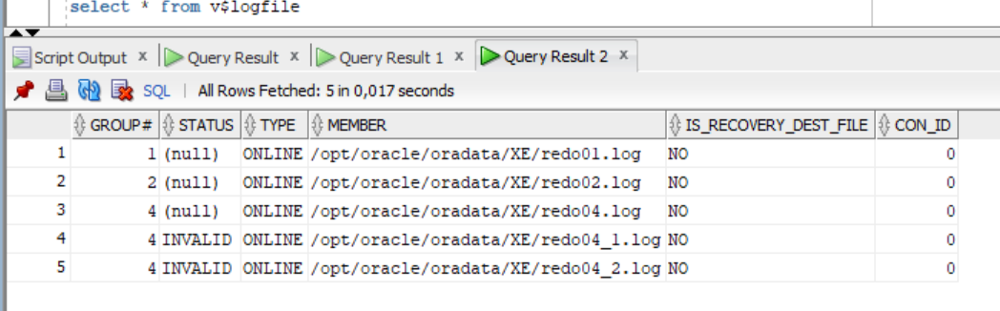 select * from v$logfile
Script Output x Query Result x Query Result 1 x Query Result 2 x
SQL | All Rows Fetched: 5 in 0,017 seconds
GROUP# STATUS TYPE MEMBER IS_RECOVERY_DEST_FILE CON_ID
1 1 (null) ONLINE /opt/oracle/oradata/XE/redo01.log NO 0
2 2 (null) ONLINE /opt/oracle/oradata/XE/redo02.log NO 0
3 4 (null) ONLINE /opt/oracle/oradata/XE/redo04.log NO 0
4 4 INVALID ONLINE /opt/oracle/oradata/XE/redo04_1.log NO 0
5 4 INVALID ONLINE /opt/oracle/oradata/XE/redo04_2.log NO 0